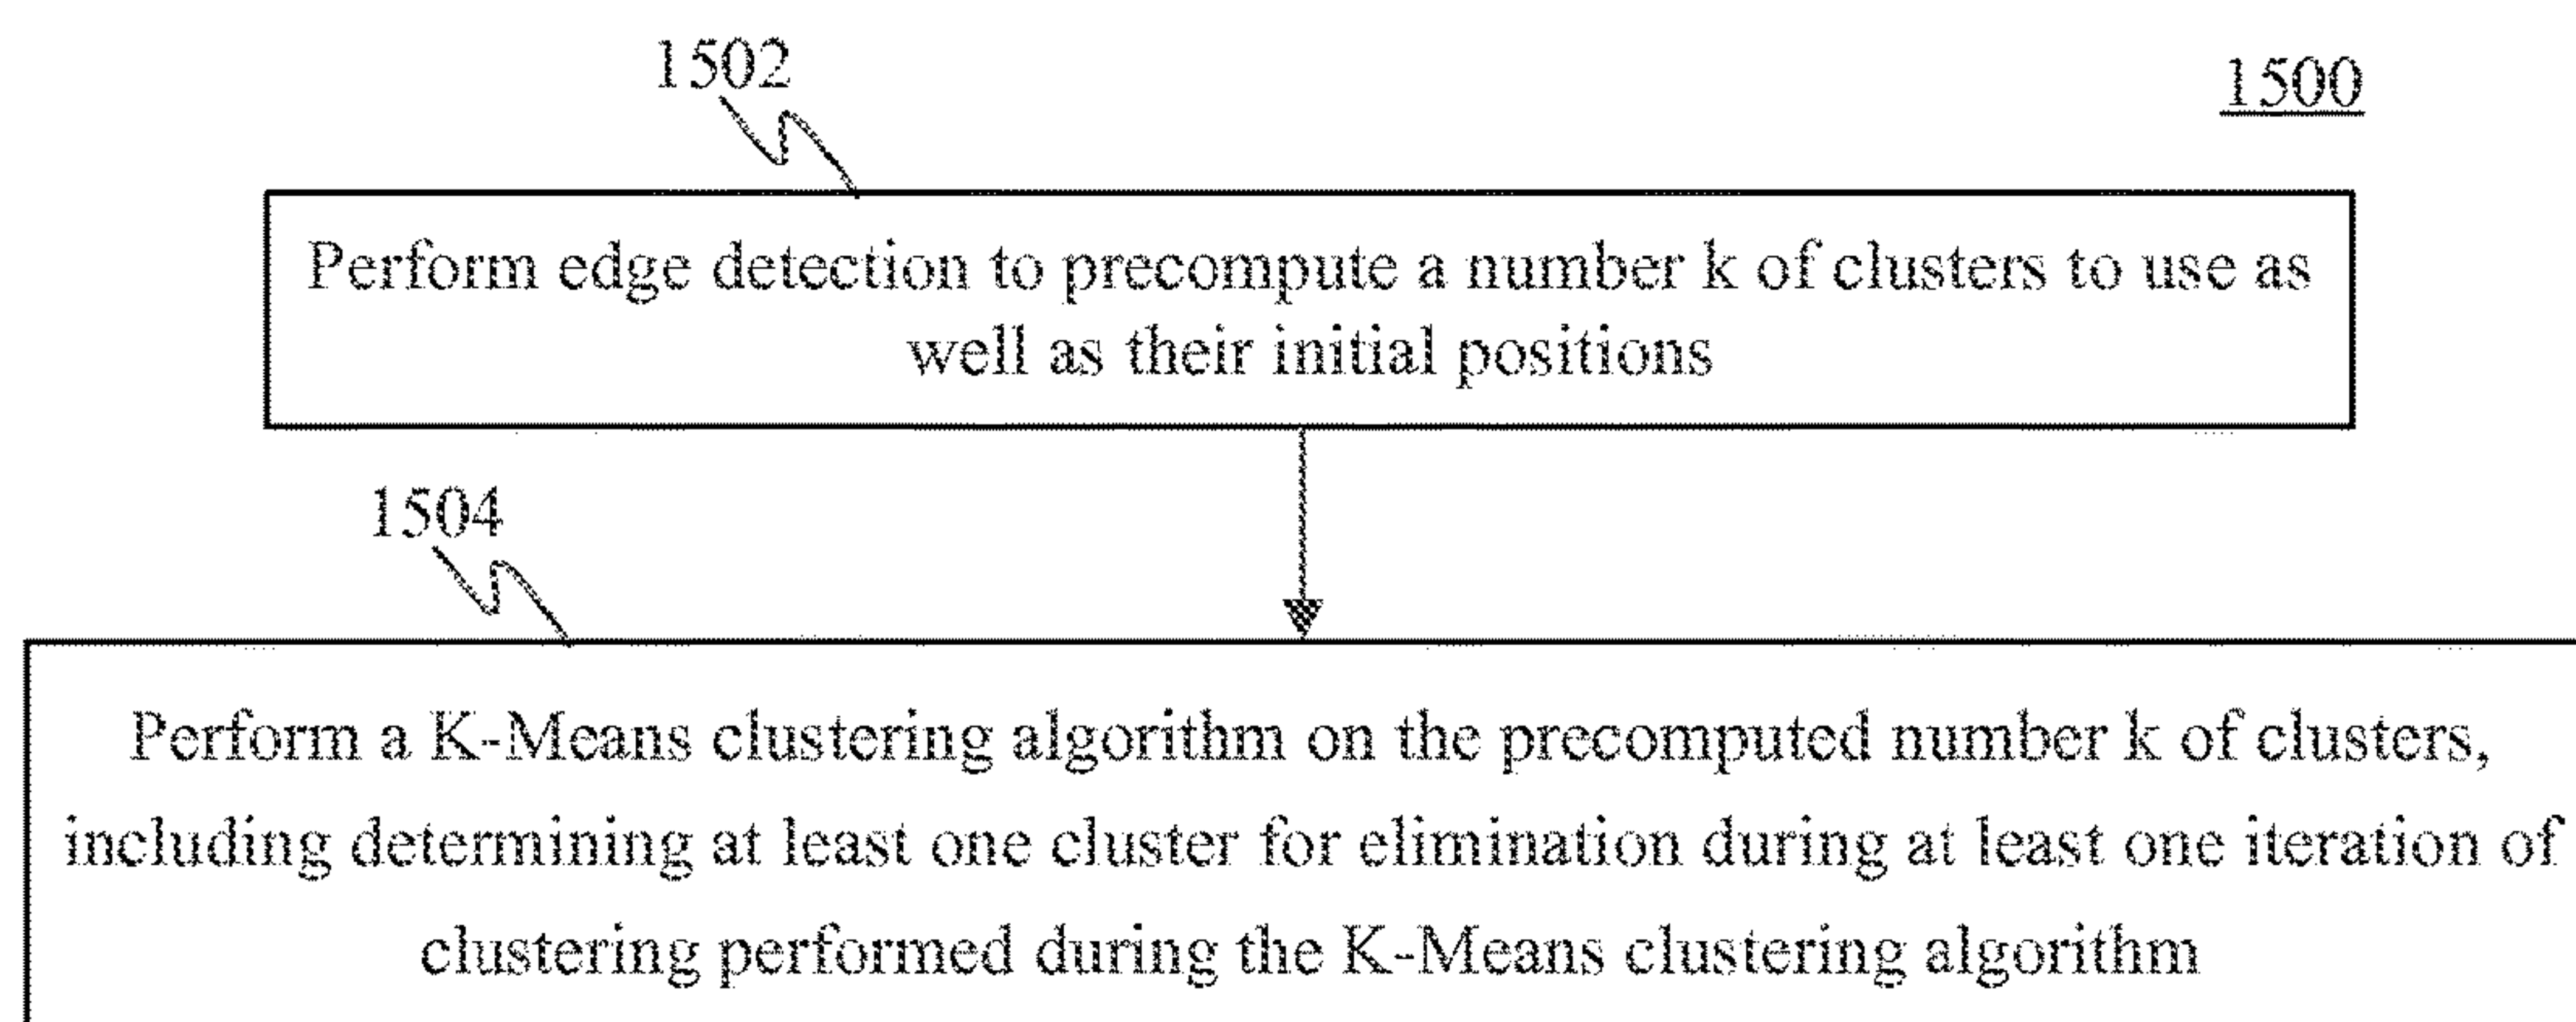 1502
1500
Perform edge detection to precompute a number k of clusters to use as
well as their initial positions
1504
Perform a K-Means clustering algorithm on the precomputed number k of clusters,
including determining at least one cluster for elimination during at least one iteration of
clustering performed during the K-Means clustering algorithm